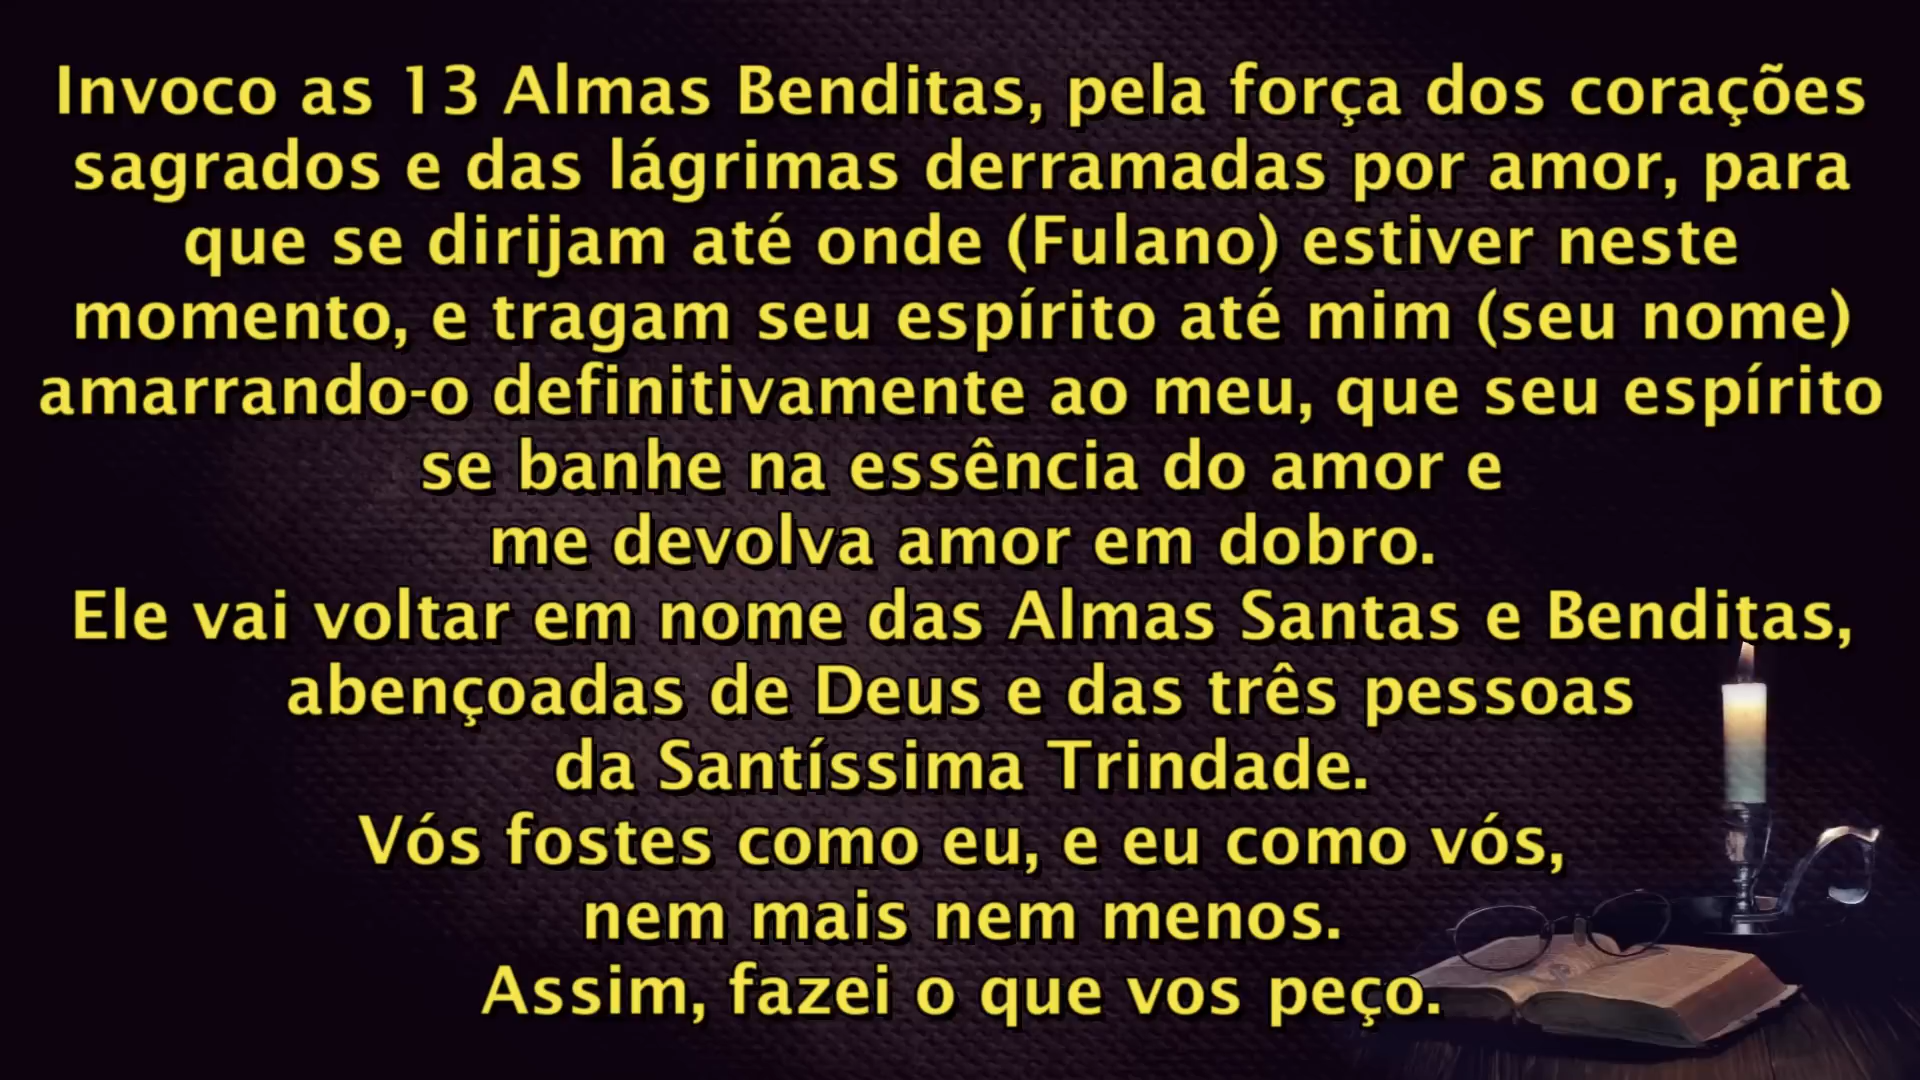 Invoco as 13 Almas Benditas, pela força dos corações
sagrados e das lágrimas derramadas por amor, para
que se dirijam até onde (Fulano) estiver neste
momento, e tragam seu espírito até mim (seu nome)
amarrando-o definitivamente ao meu, que seu espírito
se banhe na essência do amor e
me devolva amor em dobro.
Ele vai voltar em nome das Almas Santas e Benditas,
abençoadas de Deus e das três pessoas
da Santíssima Trindade.
Vós fostes como eu, e eu como vós,
nem mais nem menos.
Assim, fazei o que vos peço.